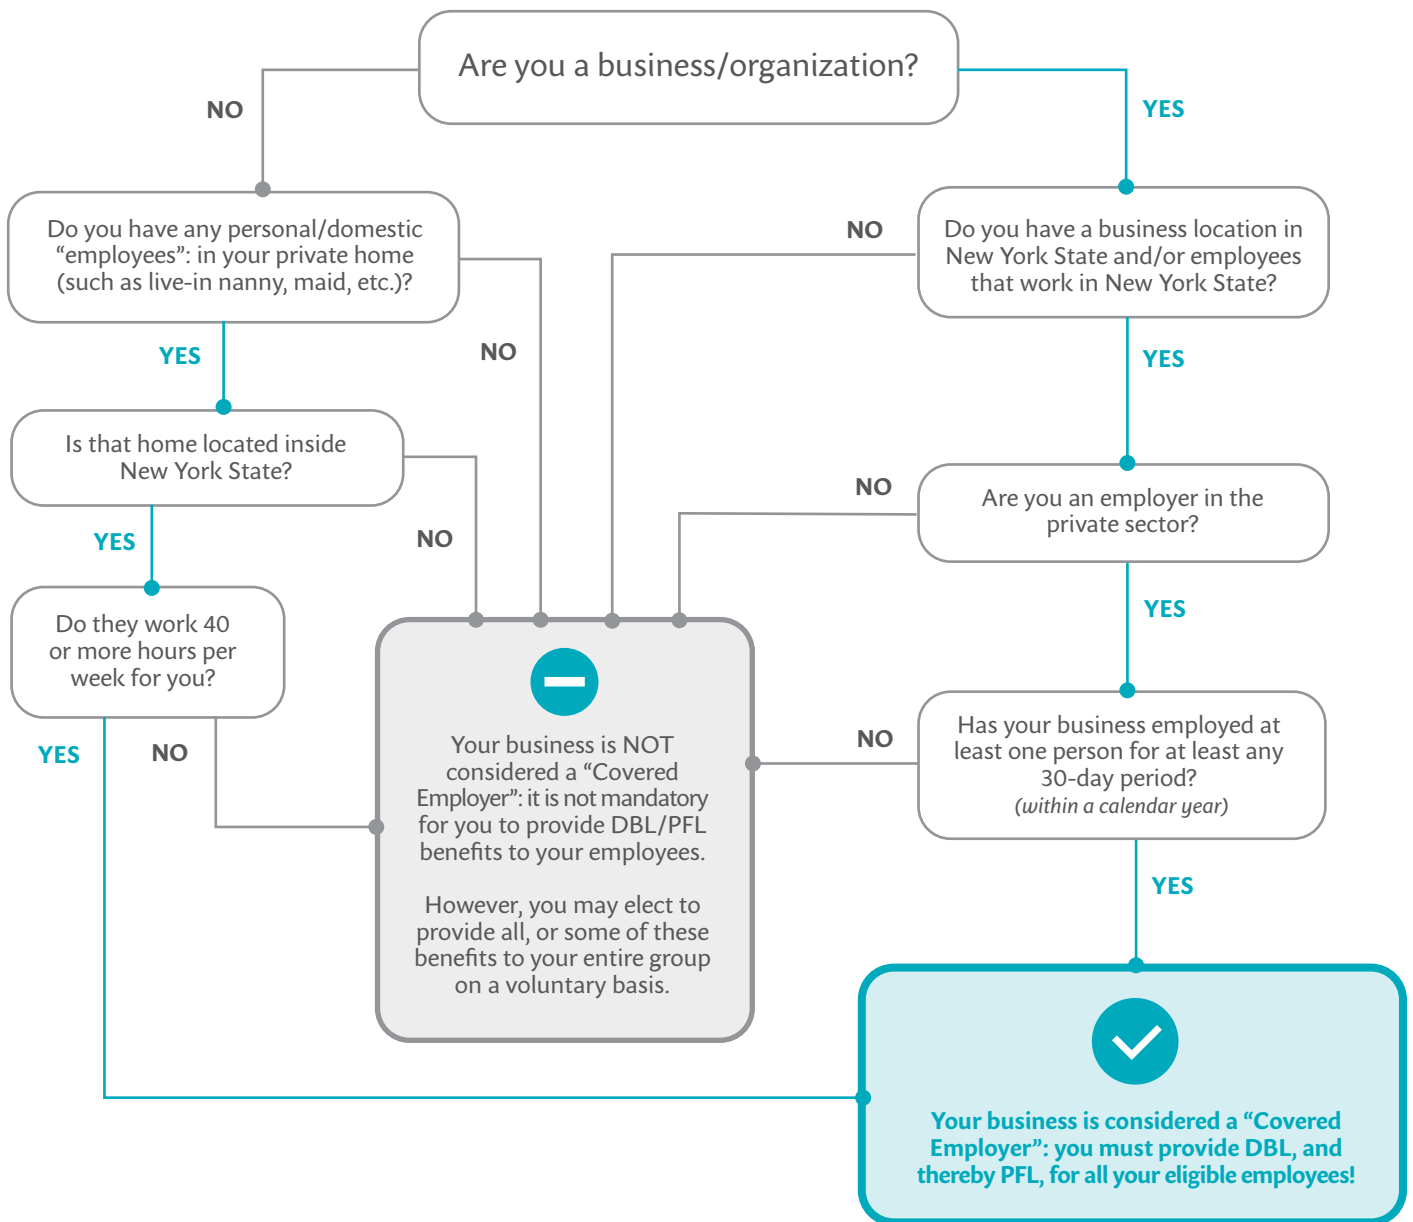 Are you a business/organization?
NO
YES
Do you have any personal/domestic
“employees”: in your private home
(such as live-in nanny, maid, etc.)?
NO
Do you have a business location in
New York State and/or employees
that work in New York State?
YES
NO
YES
Is that home located inside
New York State?
NO
Are you an employer in the
private sector?
YES
NO
YES
Do they work 40
or more hours per
week for you?
YES
NO
Your business is NOT
considered a “Covered
Employer”: it is not mandatory
for you to provide DBL/PFL
benefits to your employees.
However, you may elect to
provide all, or some of these
benefits to your entire group
on a voluntary basis.
NO
Has your business employed at
least one person for at least any
30-day period?
(within a calendar year)
YES
Your business is considered a “Covered
Employer”: you must provide DBL, and
thereby PFL, for all your eligible employees!